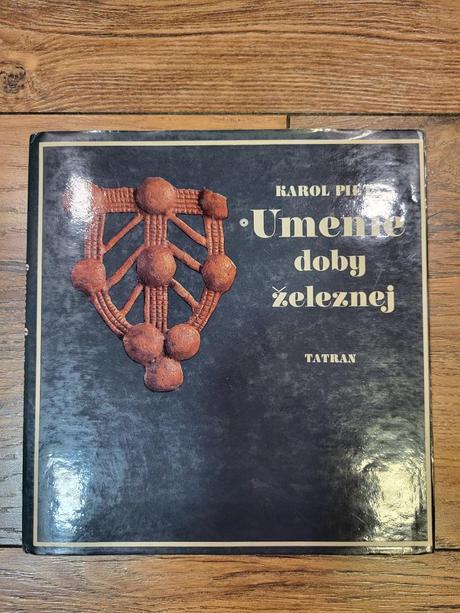 KAROL
Umenie
doby
železnej
TATRAN